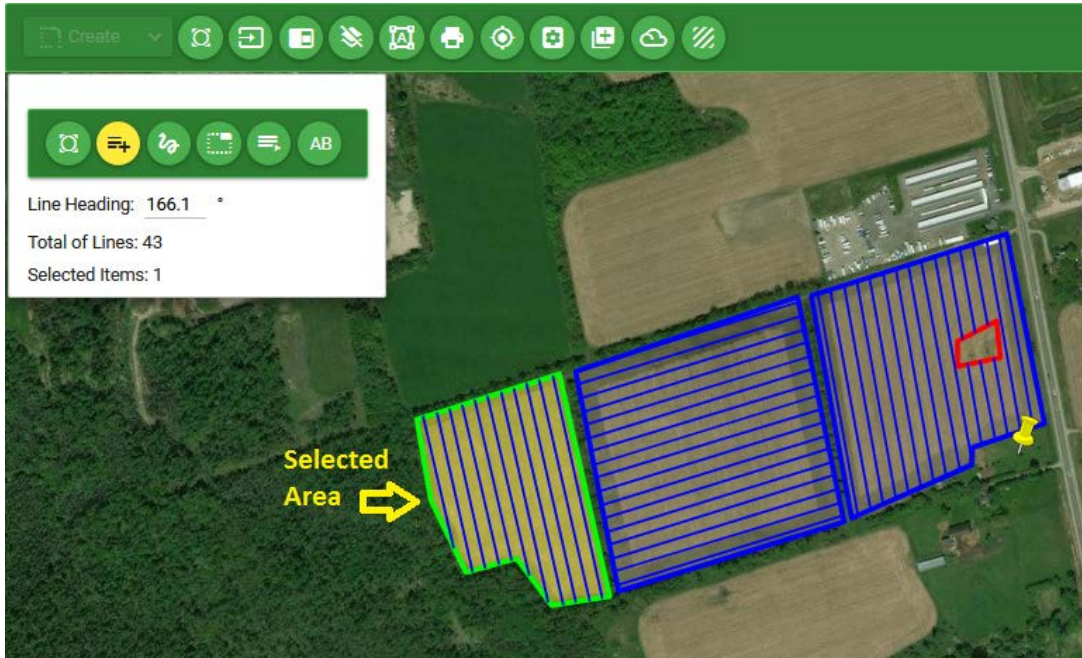 Create
A
AB
Line Heading: 166.1 °
Total of Lines: 43
Selected Items: 1
Selected
Area